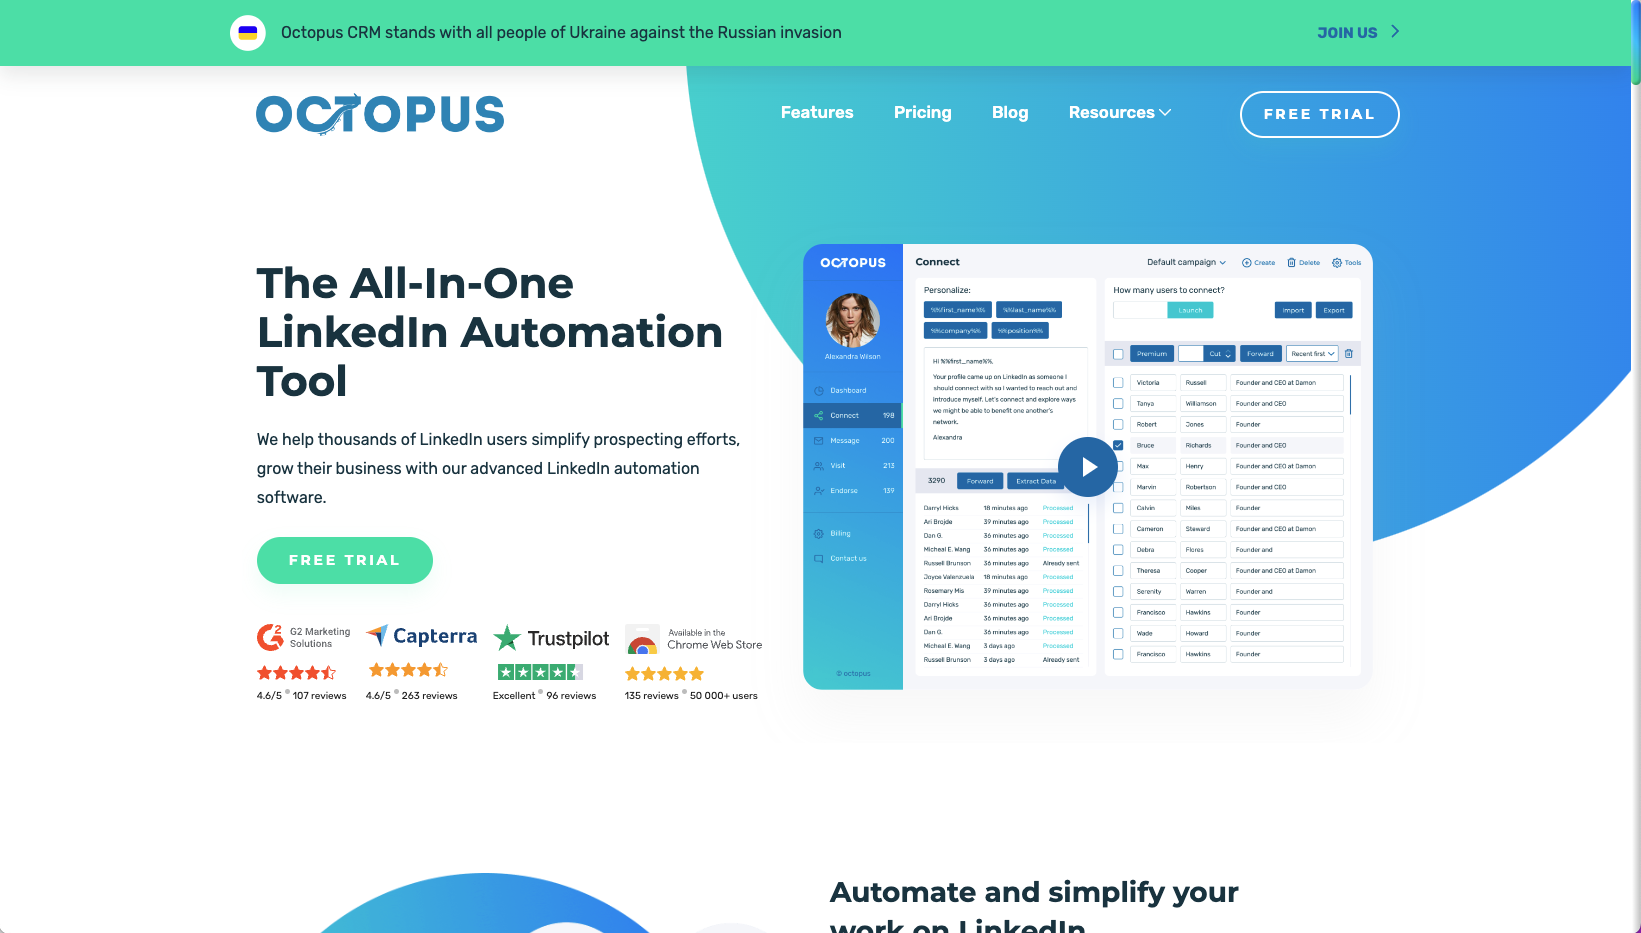 Octopus CRM stands with all people of Ukraine against the Russian invasion
JOIN US
OCTOPUS
Features
Pricing
Blog
Resources
FREE TRIAL
The All-In-One
LinkedIn Automation
Tool
We help thousands of LinkedIn users simplify prospecting efforts,
grow their business with our advanced LinkedIn automation
software.
FREE TRIAL
G2 Marketing
Solutions
4.6/5 107 reviews
Capterra
4.6/5 263 reviews
Trustpilot
Excellent 96 reviews
Available in the
Chrome Web Store
135 reviews 50 000+ users
OCTOPUS
Alexandra Wilson
Dashboard
Connect 198
Message 200
Visit 213
Endorse 139
Billing
Contact us
© octopus
Connect
Default campaign
Create
Delete
Tools
Personalize:
%%first_name%% %%last_name%%
%%company%% %%position%%
Hi %%first_name%%,
Your profile came up on LinkedIn as someone I
should connect with so I wanted to reach out and
introduce myself. Let's connect and explore ways
we might be able to benefit one another's
network.
Alexandra
3290 Forward Extract Data
Darryl Hicks 18 minutes ago Processed
Ari Brojde 39 minutes ago Processed
Dan G. 36 minutes ago Processed
Micheal E. Wang 36 minutes ago Processed
Russell Brunson 36 minutes ago Already sent
Joyce Valenzuela 18 minutes ago Processed
Rosemary Mis 39 minutes ago Processed
Darryl Hicks 36 minutes ago Processed
Ari Brojde 36 minutes ago Processed
Dan G. 36 minutes ago Processed
Micheal E. Wang 3 days ago Processed
Russell Brunson 3 days ago Already sent
How many users to connect?
Launch Import Export
Premium Cut Forward Recent first
Victoria Russell Founder and CEO at Damon
Tanya Williamson Founder and CEO
Robert Jones Founder
Bruce Richards Founder and CEO
Max Henry Founder and CEO at Damon
Marvin Robertson Founder and CEO
Calvin Miles Founder
Cameron Steward Founder and CEO at Damon
Debra Flores Founder and
Theresa Cooper Founder and CEO at Damon
Serenity Warren Founder and
Francisco Hawkins Founder
Wade Howard Founder
Francisco Hawkins Founder
Automate and simplify your
work on LinkedIn